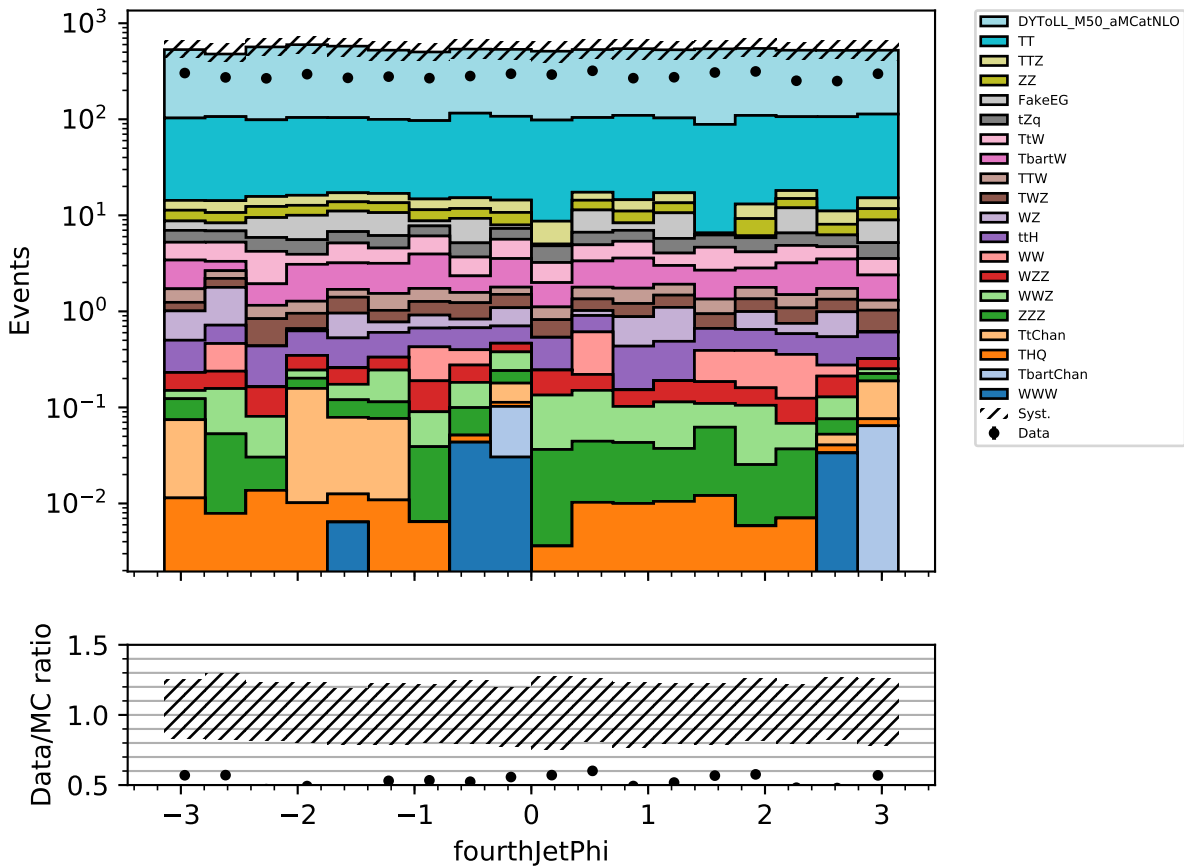 10³
10²
10¹
10⁰
10⁻¹
10⁻²
Events
DYToLL_M50_aMCatNLO
TT
TTZ
ZZ
FakeEG
tZq
TtW
TbartW
TTW
TWZ
WZ
ttH
WW
WZZ
WWZ
ZZZ
TtChan
THQ
TbartChan
WWW
Syst.
Data
1.5
1.0
0.5
Data/MC ratio
−3 −2 −1 0 1 2 3
fourthJetPhi